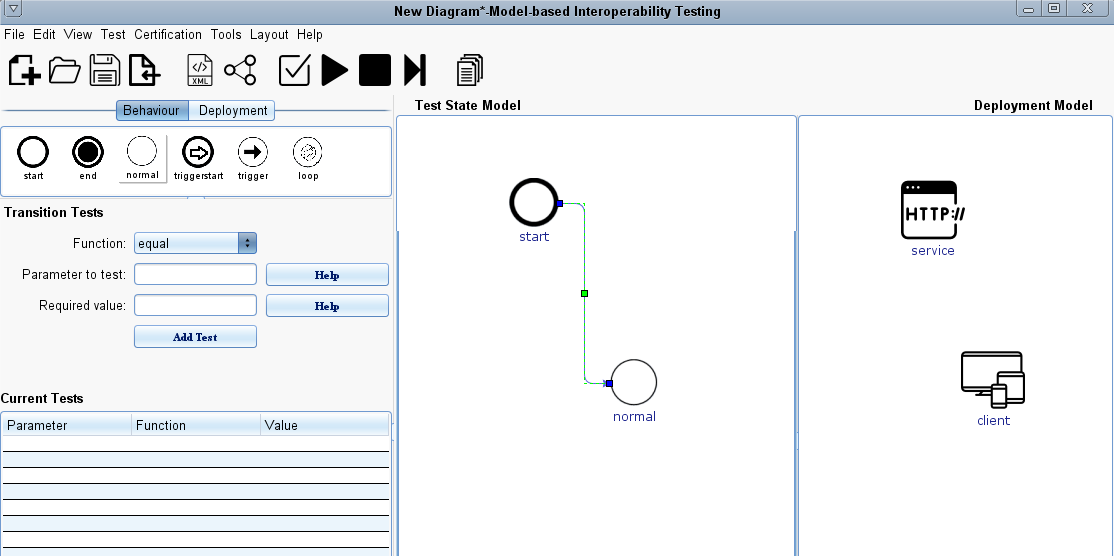 New Diagram*-Model-based Interoperability Testing
File Edit View Test Certification Tools Layout Help
</> XML
Behaviour Deployment
start end normal triggerstart trigger loop
Transition Tests
Function: equal
Parameter to test: Help
Required value: Help
Add Test
Current Tests
Parameter Function Value
Test State Model
start
normal
Deployment Model
HTTP://
service
client